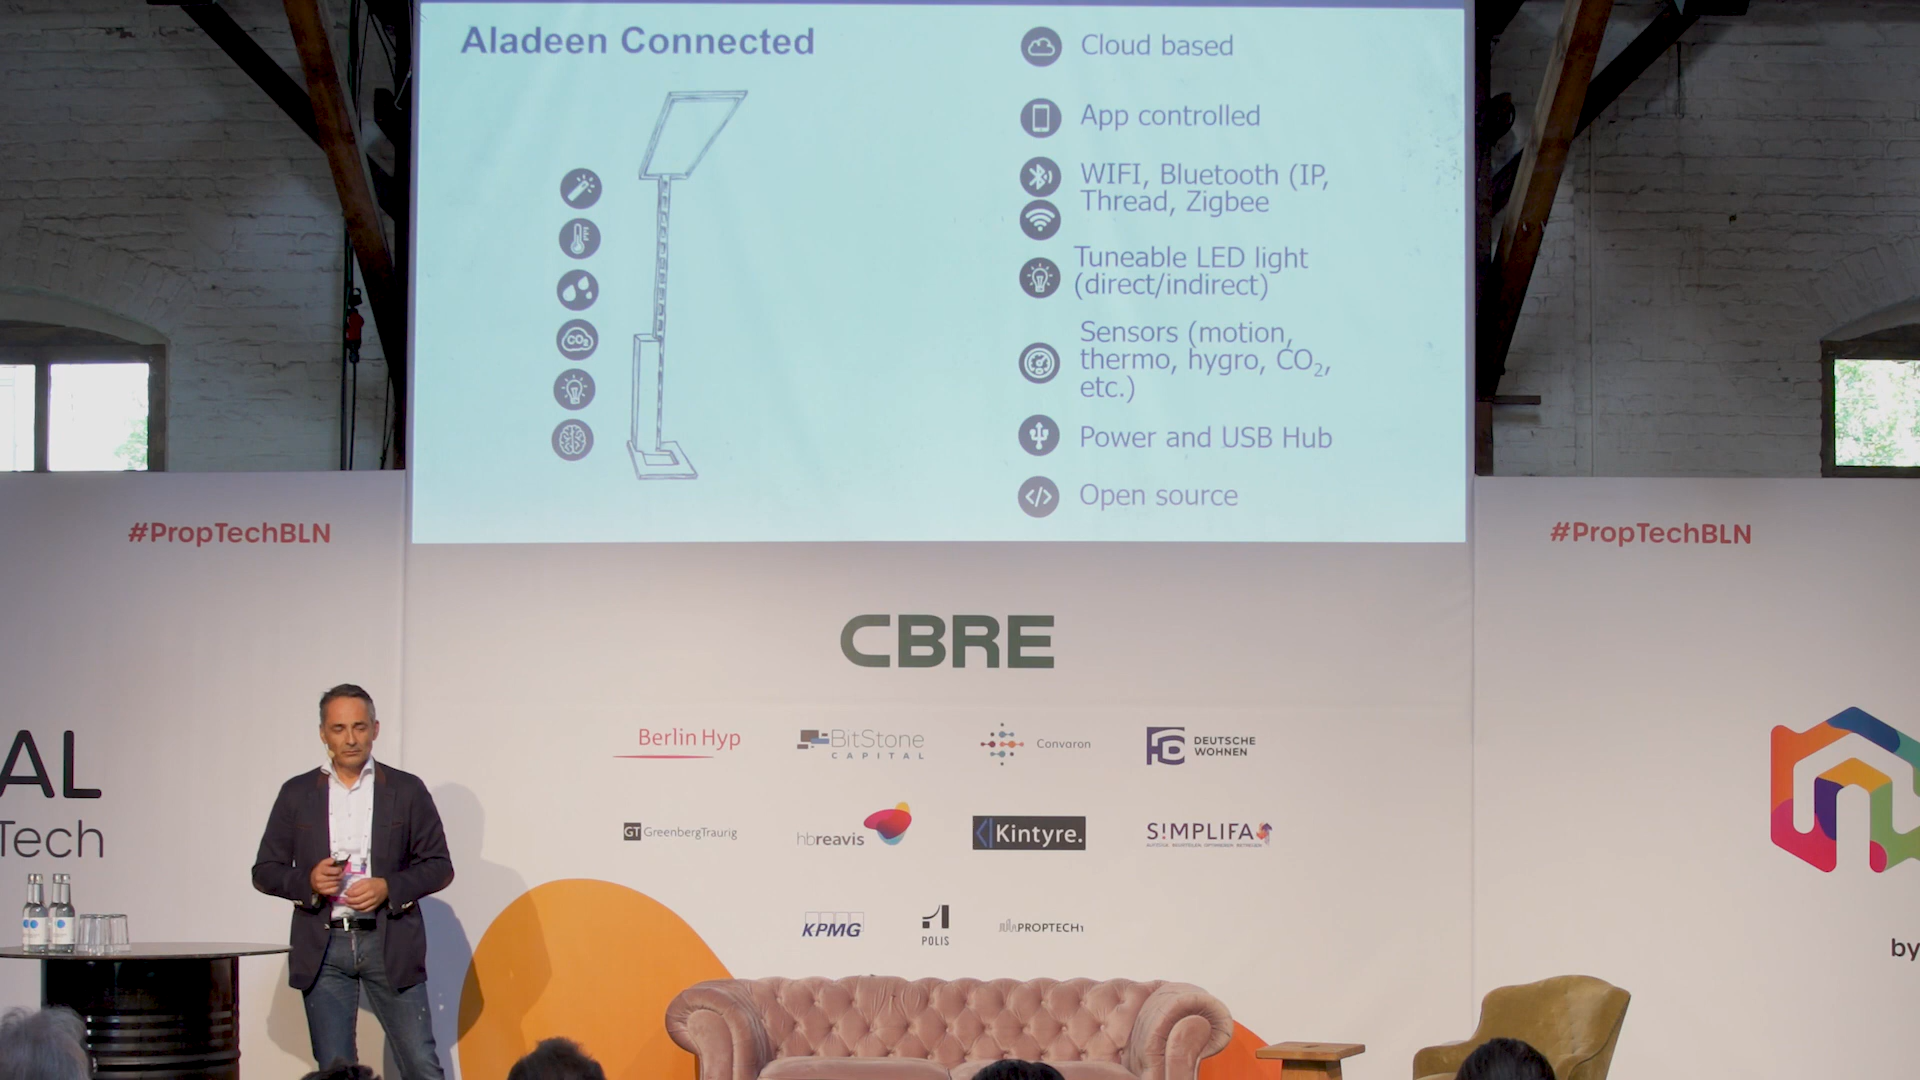 Aladeen Connected
Cloud based
App controlled
WIFI, Bluetooth (IP,
Thread, Zigbee
Tuneable LED light
(direct/indirect)
Sensors (motion,
thermo, hygro, CO₂,
etc.)
Power and USB Hub
Open source
CO₂
#PropTechBLN
#PropTechBLN
CBRE
Berlin Hyp
BitStone
CAPITAL
Convaron
DEUTSCHE
WOHNEN
GT GreenbergTraurig
hbreavis
Kintyre.
S!MPLIFA
KPMG
POLIS
PROPTECH1
AL
Tech
by